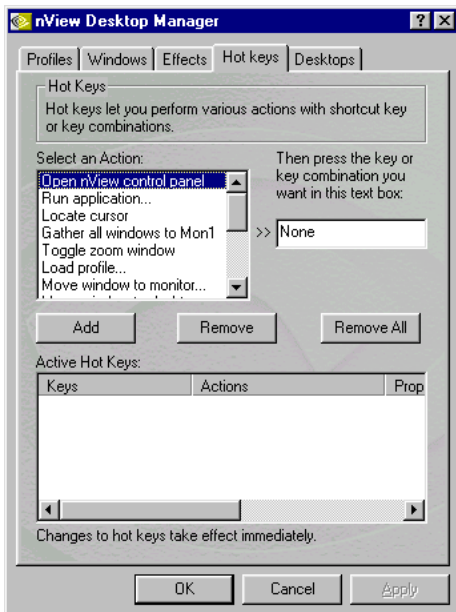 nView Desktop Manager
Profiles Windows Effects Hot keys Desktops
Hot Keys
Hot keys let you perform various actions with shortcut key
or key combinations.
Select an Action:
Open nView control panel
Run application...
Locate cursor
Gather all windows to Mon1
Toggle zoom window
Load profile...
Move window to monitor...
Then press the key or
key combination you
want in this text box:
>> None
Add Remove Remove All
Active Hot Keys:
Keys Actions Prop
Changes to hot keys take effect immediately.
OK Cancel Apply